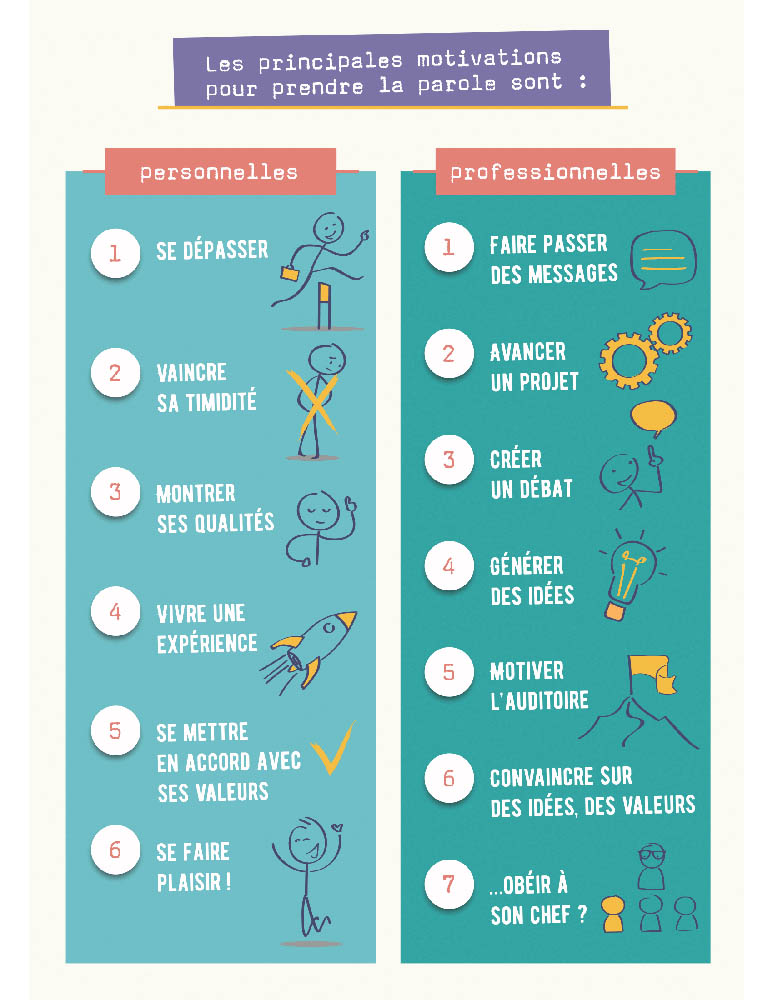 Les principales motivations
pour prendre la parole sont :
personnelles
1
SE DÉPASSER
2
VAINCRE
SA TIMIDITÉ
3
MONTRER
SES QUALITÉS
4
VIVRE UNE
EXPÉRIENCE
5
SE METTRE
EN ACCORD AVEC
SES VALEURS
6
SE FAIRE
PLAISIR !
professionnelles
1
FAIRE PASSER
DES MESSAGES
2
AVANCER
UN PROJET
3
CRÉER
UN DÉBAT
4
GÉNÉRER
DES IDÉES
5
MOTIVER
L'AUDITOIRE
6
CONVAINCRE SUR
DES IDÉES, DES VALEURS
7
...OBÉIR À
SON CHEF ?